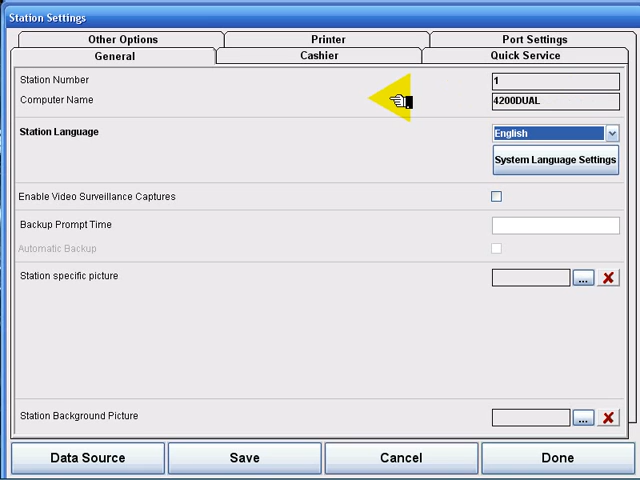 Station Settings
Other Options
Printer
Port Settings
General
Cashier
Quick Service
Station Number
1
Computer Name
4200DUAL
Station Language
English
System Language Settings
Enable Video Surveillance Captures
Backup Prompt Time
Automatic Backup
Station specific picture
...
Station Background Picture
...
Data Source
Save
Cancel
Done